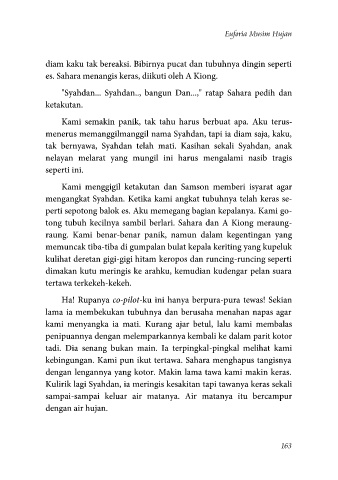 Euforia Musim Hujan
diam kaku tak bereaksi. Bibirnya pucat dan tubuhnya dingin seperti
es. Sahara menangis keras, diikuti oleh A Kiong.
"Syahdan... Syahdan.., bangun Dan...," ratap Sahara pedih dan
ketakutan.
Kami semakin panik, tak tahu harus berbuat apa. Aku terus-
menerus memanggilmanggil nama Syahdan, tapi ia diam saja, kaku,
tak bernyawa, Syahdan telah mati. Kasihan sekali Syahdan, anak
nelayan melarat yang mungil ini harus mengalami nasib tragis
seperti ini.
Kami menggigil ketakutan dan Samson memberi isyarat agar
mengangkat Syahdan. Ketika kami angkat tubuhnya telah keras se-
perti sepotong balok es. Aku memegang bagian kepalanya. Kami go-
tong tubuh kecilnya sambil berlari. Sahara dan A Kiong meraung-
raung. Kami benar-benar panik, namun dalam kegentingan yang
memuncak tiba-tiba di gumpalan bulat kepala keriting yang kupeluk
kulihat deretan gigi-gigi hitam keropos dan runcing-runcing seperti
dimakan kutu meringis ke arahku, kemudian kudengar pelan suara
tertawa terkekeh-kekeh.
Ha! Rupanya co-pilot-ku ini hanya berpura-pura tewas! Sekian
lama ia membekukan tubuhnya dan berusaha menahan napas agar
kami menyangka ia mati. Kurang ajar betul, lalu kami membalas
penipuannya dengan melemparkannya kembali ke dalam parit kotor
tadi. Dia senang bukan main. Ia terpingkal-pingkal melihat kami
kebingungan. Kami pun ikut tertawa. Sahara menghapus tangisnya
dengan lengannya yang kotor. Makin lama tawa kami makin keras.
Kulirik lagi Syahdan, ia meringis kesakitan tapi tawanya keras sekali
sampai-sampai keluar air matanya. Air matanya itu bercampur
dengan air hujan.
163